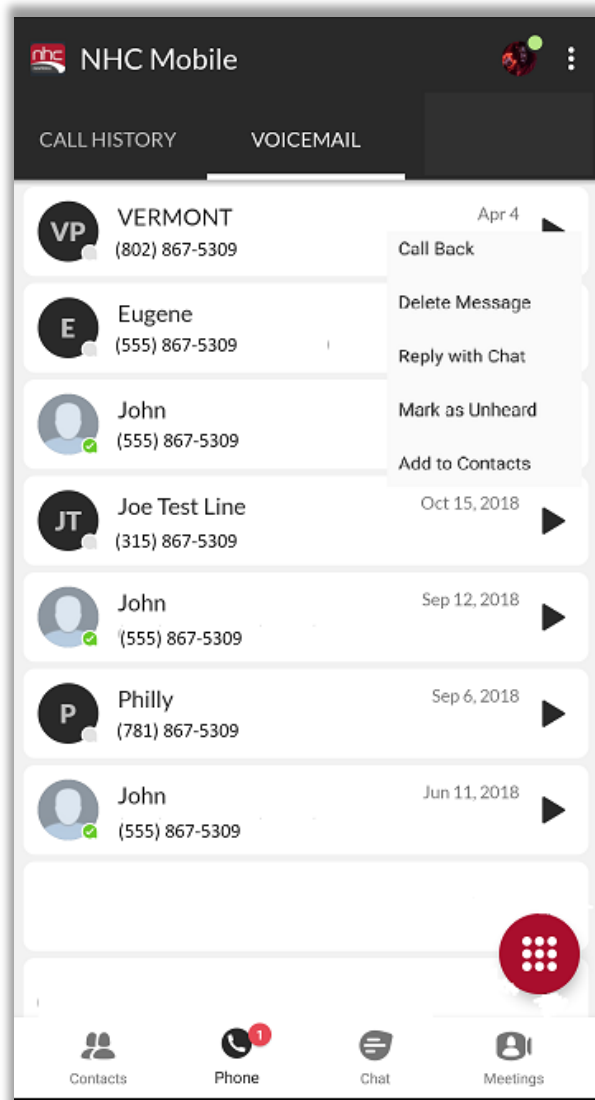 nhc NHC Mobile
CALL HISTORY VOICEMAIL
VP VERMONT Apr 4
(802) 867-5309
Call Back
Delete Message
Reply with Chat
Mark as Unheard
Add to Contacts
E Eugene
(555) 867-5309
John
(555) 867-5309
JT Joe Test Line Oct 15, 2018
(315) 867-5309
John Sep 12, 2018
(555) 867-5309
P Philly Sep 6, 2018
(781) 867-5309
John Jun 11, 2018
(555) 867-5309
1
Contacts Phone Chat Meetings